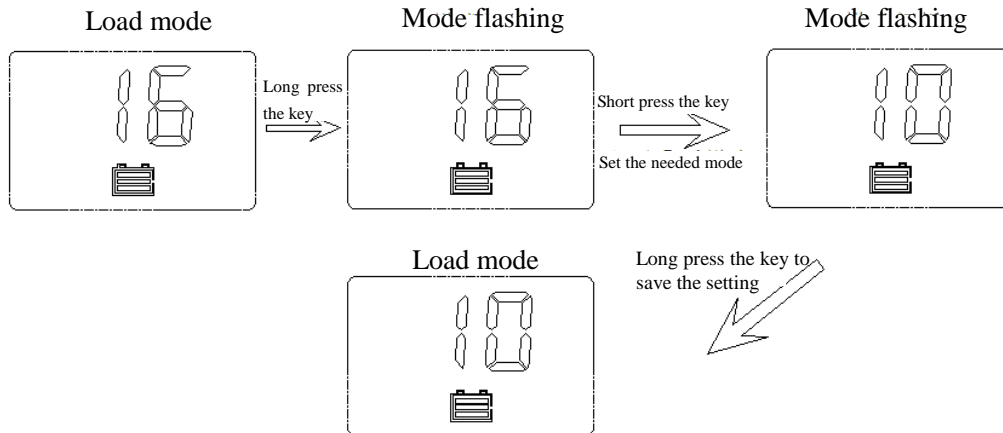 Load mode
Mode flashing
Mode flashing
16
Long press
the key
16
Short press the key
Set the needed mode
10
Load mode
Long press the key to
save the setting
10